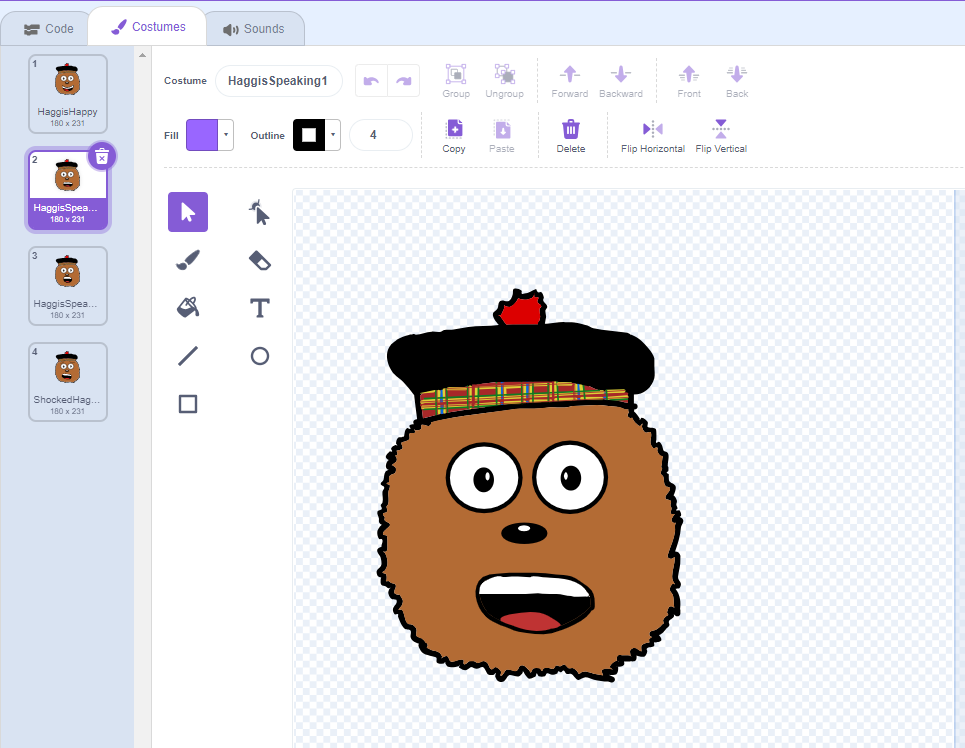 Code
Costumes
Sounds
1
HaggisHappy
180 x 231
2
HaggisSpea...
180 x 231
3
HaggisSpea...
180 x 231
4
ShockedHag...
180 x 231
Costume
HaggisSpeaking1
Group
Ungroup
Forward
Backward
Front
Back
Fill
Outline
4
Copy
Paste
Delete
Flip Horizontal
Flip Vertical
T